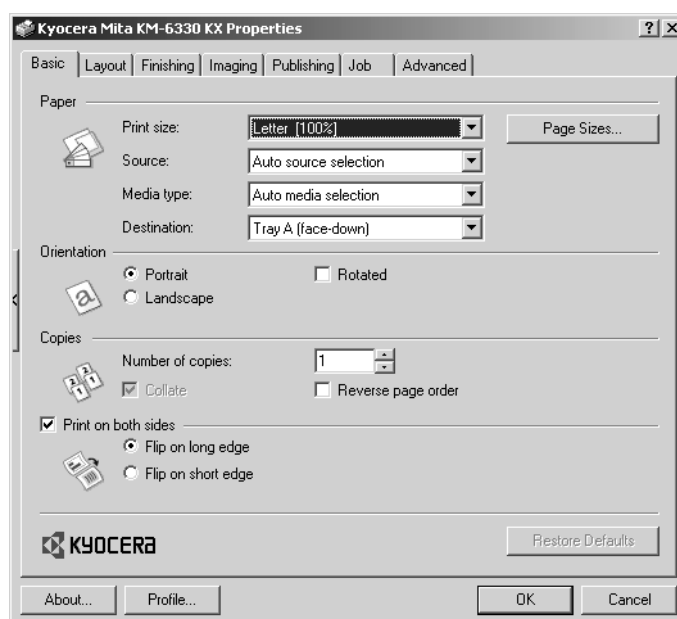 Kyocera Mita KM-6330 KX Properties
Basic Layout Finishing Imaging Publishing Job Advanced
Paper
Print size: Letter [100%] Page Sizes...
Source: Auto source selection
Media type: Auto media selection
Destination: Tray A (face-down)
Orientation
Portrait Rotated
Landscape
Copies
Number of copies: 1
Collate Reverse page order
Print on both sides
Flip on long edge
Flip on short edge
KYOCERA Restore Defaults
About... Profile... OK Cancel